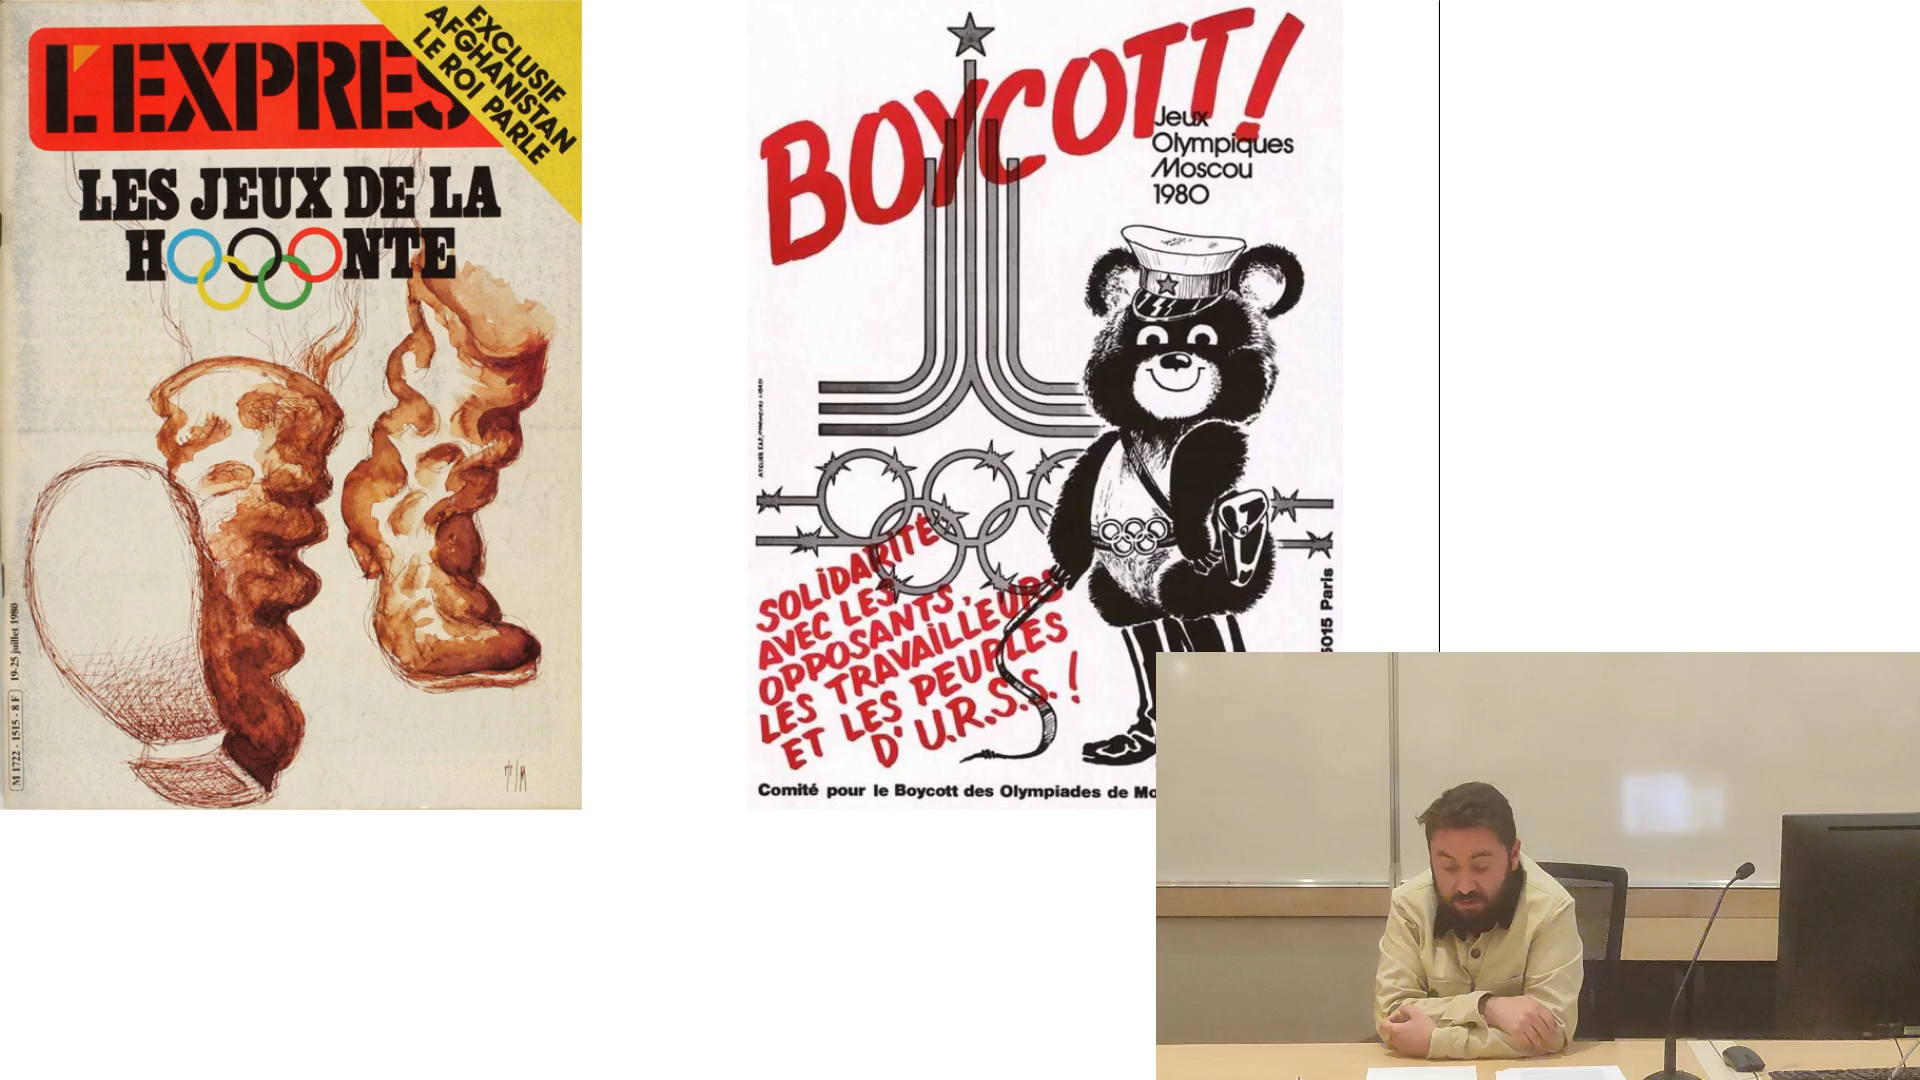 L'EXPRES
EXCLUSIF
AFGHANISTAN
LE ROI PARLE
LES JEUX DE LA
HOOOONTE
M 1722 - 1515 - 8 F 19-25 juillet 1980
TIM
BOYCOTT!
Jeux
Olympiques
Moscou
1980
SOLIDARITÉ
AVEC LES
OPPOSANTS,
LES TRAVAILLEURS
ET LES PEUPLES
D'U.R.S.S.!
Comité pour le Boycott des Olympiades de Mo
5015 Paris